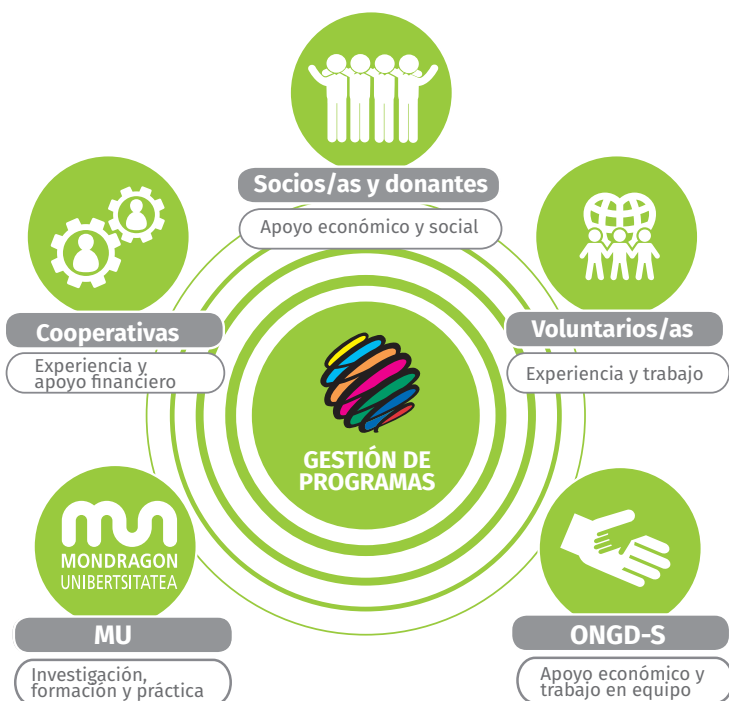 Socios/as y donantes
Apoyo económico y social
Cooperativas
Experiencia y
apoyo financiero
Voluntarios/as
Experiencia y trabajo
GESTIÓN DE
PROGRAMAS
mun
MONDRAGON
UNIBERTSITATEA
MU
Investigación,
formación y práctica
ONGD-S
Apoyo económico y
trabajo en equipo